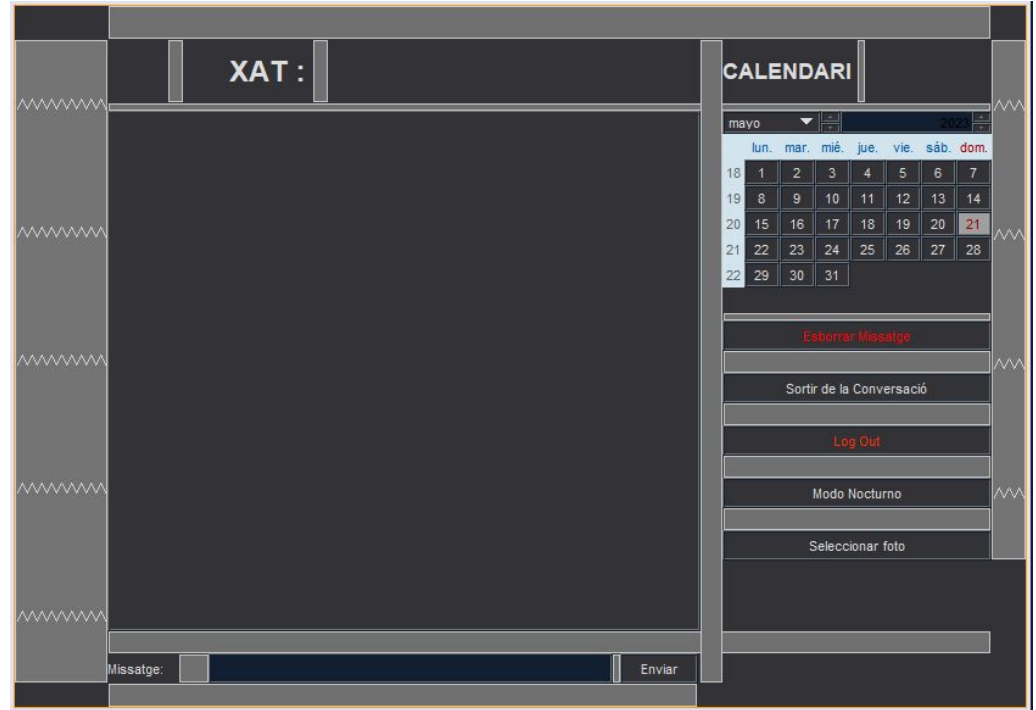 XAT :
CALENDARI
mayo 2023
lun. mar. mié. jue. vie. sáb. dom.
18 1 2 3 4 5 6 7
19 8 9 10 11 12 13 14
20 15 16 17 18 19 20 21
21 22 23 24 25 26 27 28
22 29 30 31
Esborrar Missatge
Sortir de la Conversació
Log Out
Modo Nocturno
Seleccionar foto
Missatge: Enviar